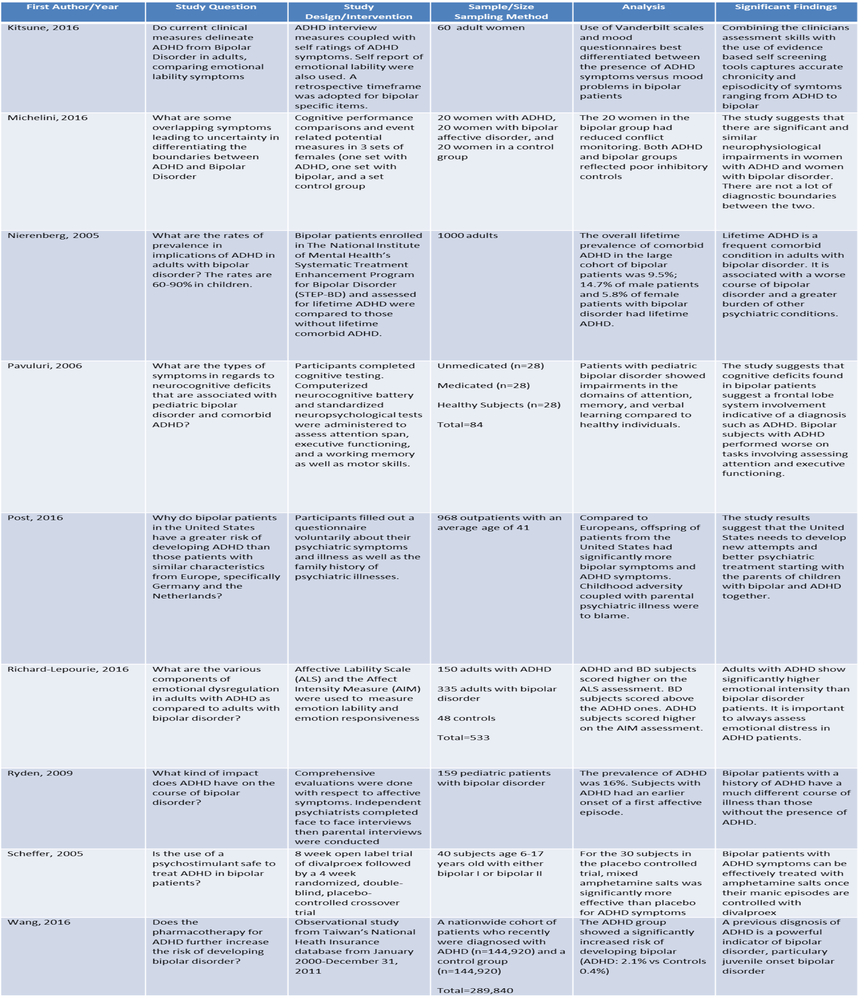 First Author/Year
Study Question
Study
Design/Intervention
Sample/Size
Sampling Method
Analysis
Significant Findings
Kitsune, 2016
Do current clinical
measures delineate
ADHD from Bipolar
Disorder in adults,
comparing emotional
lability symptoms
ADHD interview
measures coupled with
self ratings of ADHD
symptoms. Self report of
emotional lability were
also used. A
retrospective timeframe
was adopted for bipolar
specific items.
60 adult women
Use of Vanderbilt scales
and mood
questionnaires best
differentiated between
the presence of ADHD
symptoms versus mood
problems in bipolar
patients
Combining the clinicians
assessment skills with
the use of evidence
based self screening
tools captures accurate
chronicity and
episodicity of symtoms
ranging from ADHD to
bipolar
Michelini, 2016
What are some
overlapping symptoms
leading to uncertainty in
differentiating the
boundaries between
ADHD and Bipolar
Disorder
Cognitive performance
comparisons and event
related potential
measures in 3 sets of
females (one set with
ADHD, one set with
bipolar, and a set
control group
20 women with ADHD,
20 women with bipolar
affective disorder, and
20 women in a control
group
The 20 women in the
bipolar group had
reduced conflict
monitoring. Both ADHD
and bipolar groups
reflected poor inhibitory
controls
The study suggests that
there are significant and
similar
neurophysiological
impairments in women
with ADHD and women
with bipolar disorder.
There are not a lot of
diagnostic boundaries
between the two.
Nierenberg, 2005
What are the rates of
prevalence in
implications of ADHD in
adults with bipolar
disorder? The rates are
60-90% in children.
Bipolar patients enrolled
in The National Institute
of Mental Health’s
Systematic Treatment
Enhancement Program
for Bipolar Disorder
(STEP-BD) and assessed
for lifetime ADHD were
compared to those
without lifetime
comorbid ADHD.
1000 adults
The overall lifetime
prevalence of comorbid
ADHD in the large
cohort of bipolar
patients was 9.5%;
14.7% of male patients
and 5.8% of female
patients with bipolar
disorder had lifetime
ADHD.
Lifetime ADHD is a
frequent comorbid
condition in adults with
bipolar disorder. It is
associated with a worse
course of bipolar
disorder and a greater
burden of other
psychiatric conditions.
Pavuluri, 2006
What are the types of
symptoms in regards to
neurocognitive deficits
that are associated with
pediatric bipolar
disorder and comorbid
ADHD?
Participants completed
cognitive testing.
Computerized
neurocognitive battery
and standardized
neuropsychological tests
were administered to
assess attention span,
executive functioning,
and a working memory
as well as motor skills.
Unmedicated (n=28)
Medicated (n=28)
Healthy Subjects (n=28)
Total=84
Patients with pediatric
bipolar disorder showed
impairments in the
domains of attention,
memory, and verbal
learning compared to
healthy individuals.
The study suggests that
cognitive deficits found
in bipolar patients
suggest a frontal lobe
system involvement
indicative of a diagnosis
such as ADHD. Bipolar
subjects with ADHD
performed worse on
tasks involving assessing
attention and executive
functioning.
Post, 2016
Why do bipolar patients
in the United States
have a greater risk of
developing ADHD than
those patients with
similar characteristics
from Europe, specifically
Germany and the
Netherlands?
Participants filled out a
questionnaire
voluntarily about their
psychiatric symptoms
and illness as well as the
family history of
psychiatric illnesses.
968 outpatients with an
average age of 41
Compared to
Europeans, offspring of
patients from the
United States had
significantly more
bipolar symptoms and
ADHD symptoms.
Childhood adversity
coupled with parental
psychiatric illness were
to blame.
The study results
suggest that the United
States needs to develop
new attempts and
better psychiatric
treatment starting with
the parents of children
with bipolar and ADHD
together.
Richard-Lepourie, 2016
What are the various
components of
emotional dysregulation
in adults with ADHD as
compared to adults with
bipolar disorder?
Affective Lability Scale
(ALS) and the Affect
Intensity Measure (AIM)
were used to measure
emotion lability and
emotion responsiveness
150 adults with ADHD
335 adults with bipolar
disorder
48 controls
Total=533
ADHD and BD subjects
scored higher on the
ALS assessment. BD
subjects scored above
the ADHD ones. ADHD
subjects scored higher
on the AIM assessment.
Adults with ADHD show
significantly higher
emotional intensity than
bipolar disorder
patients. It is important
to always assess
emotional distress in
ADHD patients.
Ryden, 2009
What kind of impact
does ADHD have on the
course of bipolar
disorder?
Comprehensive
evaluations were done
with respect to affective
symptoms. Independent
psychiatrists completed
face to face interviews
then parental interviews
were conducted
159 pediatric patients
with bipolar disorder
The prevalence of ADHD
was 16%. Subjects with
ADHD had an earlier
onset of a first affective
episode.
Bipolar patients with a
history of ADHD have a
much different course of
illness than those
without the presence of
ADHD.
Scheffer, 2005
Is the use of a
psychostimulant safe to
treat ADHD in bipolar
patients?
8 week open label trial
of divalproex followed
by a 4 week
randomized, double-
blind, placebo-
controlled crossover
trial
40 subjects age 6-17
years old with either
bipolar I or bipolar II
For the 30 subjects in
the placebo controlled
trial, mixed
amphetamine salts was
significantly more
effective than placebo
for ADHD symptoms
Bipolar patients with
ADHD symptoms can be
effectively treated with
amphetamine salts once
their manic episodes are
controlled with
divalproex
Wang, 2016
Does the
pharmacotherapy for
ADHD further increase
the risk of developing
bipolar disorder?
Observational study
from Taiwan’s National
Heath Insurance
database from January
2000-December 31,
2011
A nationwide cohort of
patients who recently
were diagnosed with
ADHD (n=144,920) and a
control group
(n=144,920)
Total=289,840
The ADHD group
showed a significantly
increased risk of
developing bipolar
(ADHD: 2.1% vs Controls
0.4%)
A previous disgnosis of
ADHD is a powerful
indicator of bipolar
disorder, particulary
juvenile onset bipolar
disorder